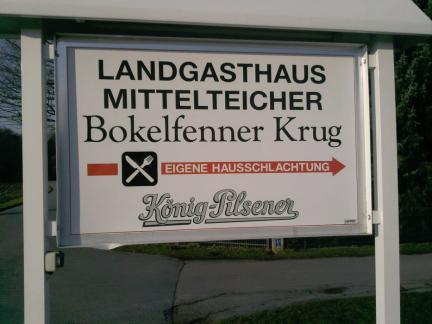 LANDGASTHAUS
MITTELTEICHER
Bokelfenner Krug
EIGENE HAUSSCHLACHTUNG
König-Pilsener